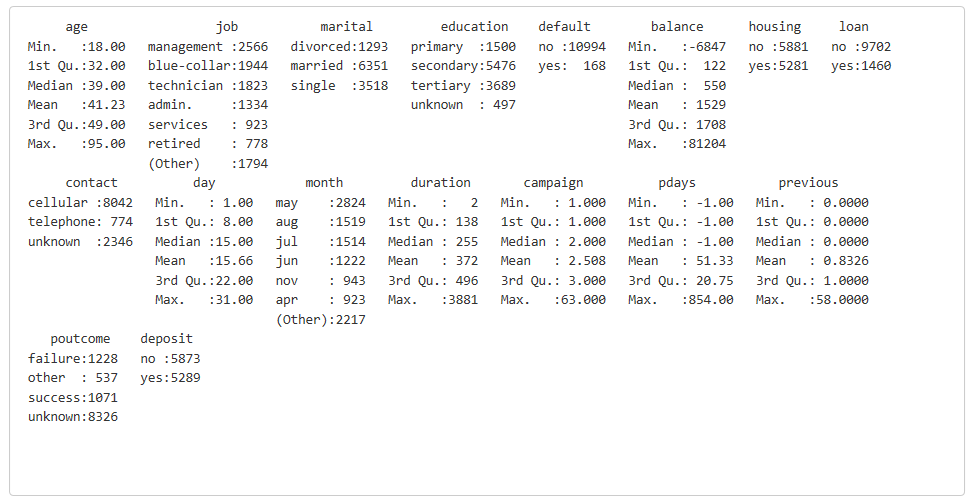 age                 job             marital         education    default        balance      housing     loan
 Min.   :18.00   management :2566   divorced:1293   primary  :1500   no :10994   Min.   :-6847   no :5881   no :9702
 1st Qu.:32.00   blue-collar:1944   married :6351   secondary:5476   yes:  168   1st Qu.:  122   yes:5281   yes:1460
 Median :39.00   technician :1823   single  :3518   tertiary :3689               Median :  550
 Mean   :41.23   admin.     :1334                   unknown  : 497               Mean   : 1529
 3rd Qu.:49.00   services   : 923                                                3rd Qu.: 1708
 Max.   :95.00   retired    : 778                                                Max.   :81204
                 (Other)    :1794
      contact          day            month         duration       campaign          pdays           previous
 cellular :8042   Min.   : 1.00   may    :2824   Min.   :   2   Min.   : 1.000   Min.   : -1.00   Min.   : 0.0000
 telephone: 774   1st Qu.: 8.00   aug    :1519   1st Qu.: 138   1st Qu.: 1.000   1st Qu.: -1.00   1st Qu.: 0.0000
 unknown  :2346   Median :15.00   jul    :1514   Median : 255   Median : 2.000   Median : -1.00   Median : 0.0000
                  Mean   :15.66   jun    :1222   Mean   : 372   Mean   : 2.508   Mean   : 51.33   Mean   : 0.8326
                  3rd Qu.:22.00   nov    : 943   3rd Qu.: 496   3rd Qu.: 3.000   3rd Qu.: 20.75   3rd Qu.: 1.0000
                  Max.   :31.00   apr    : 923   Max.   :3881   Max.   :63.000   Max.   :854.00   Max.   :58.0000
                                  (Other):2217
    poutcome    deposit
 failure:1228   no :5873
 other  : 537   yes:5289
 success:1071
 unknown:8326